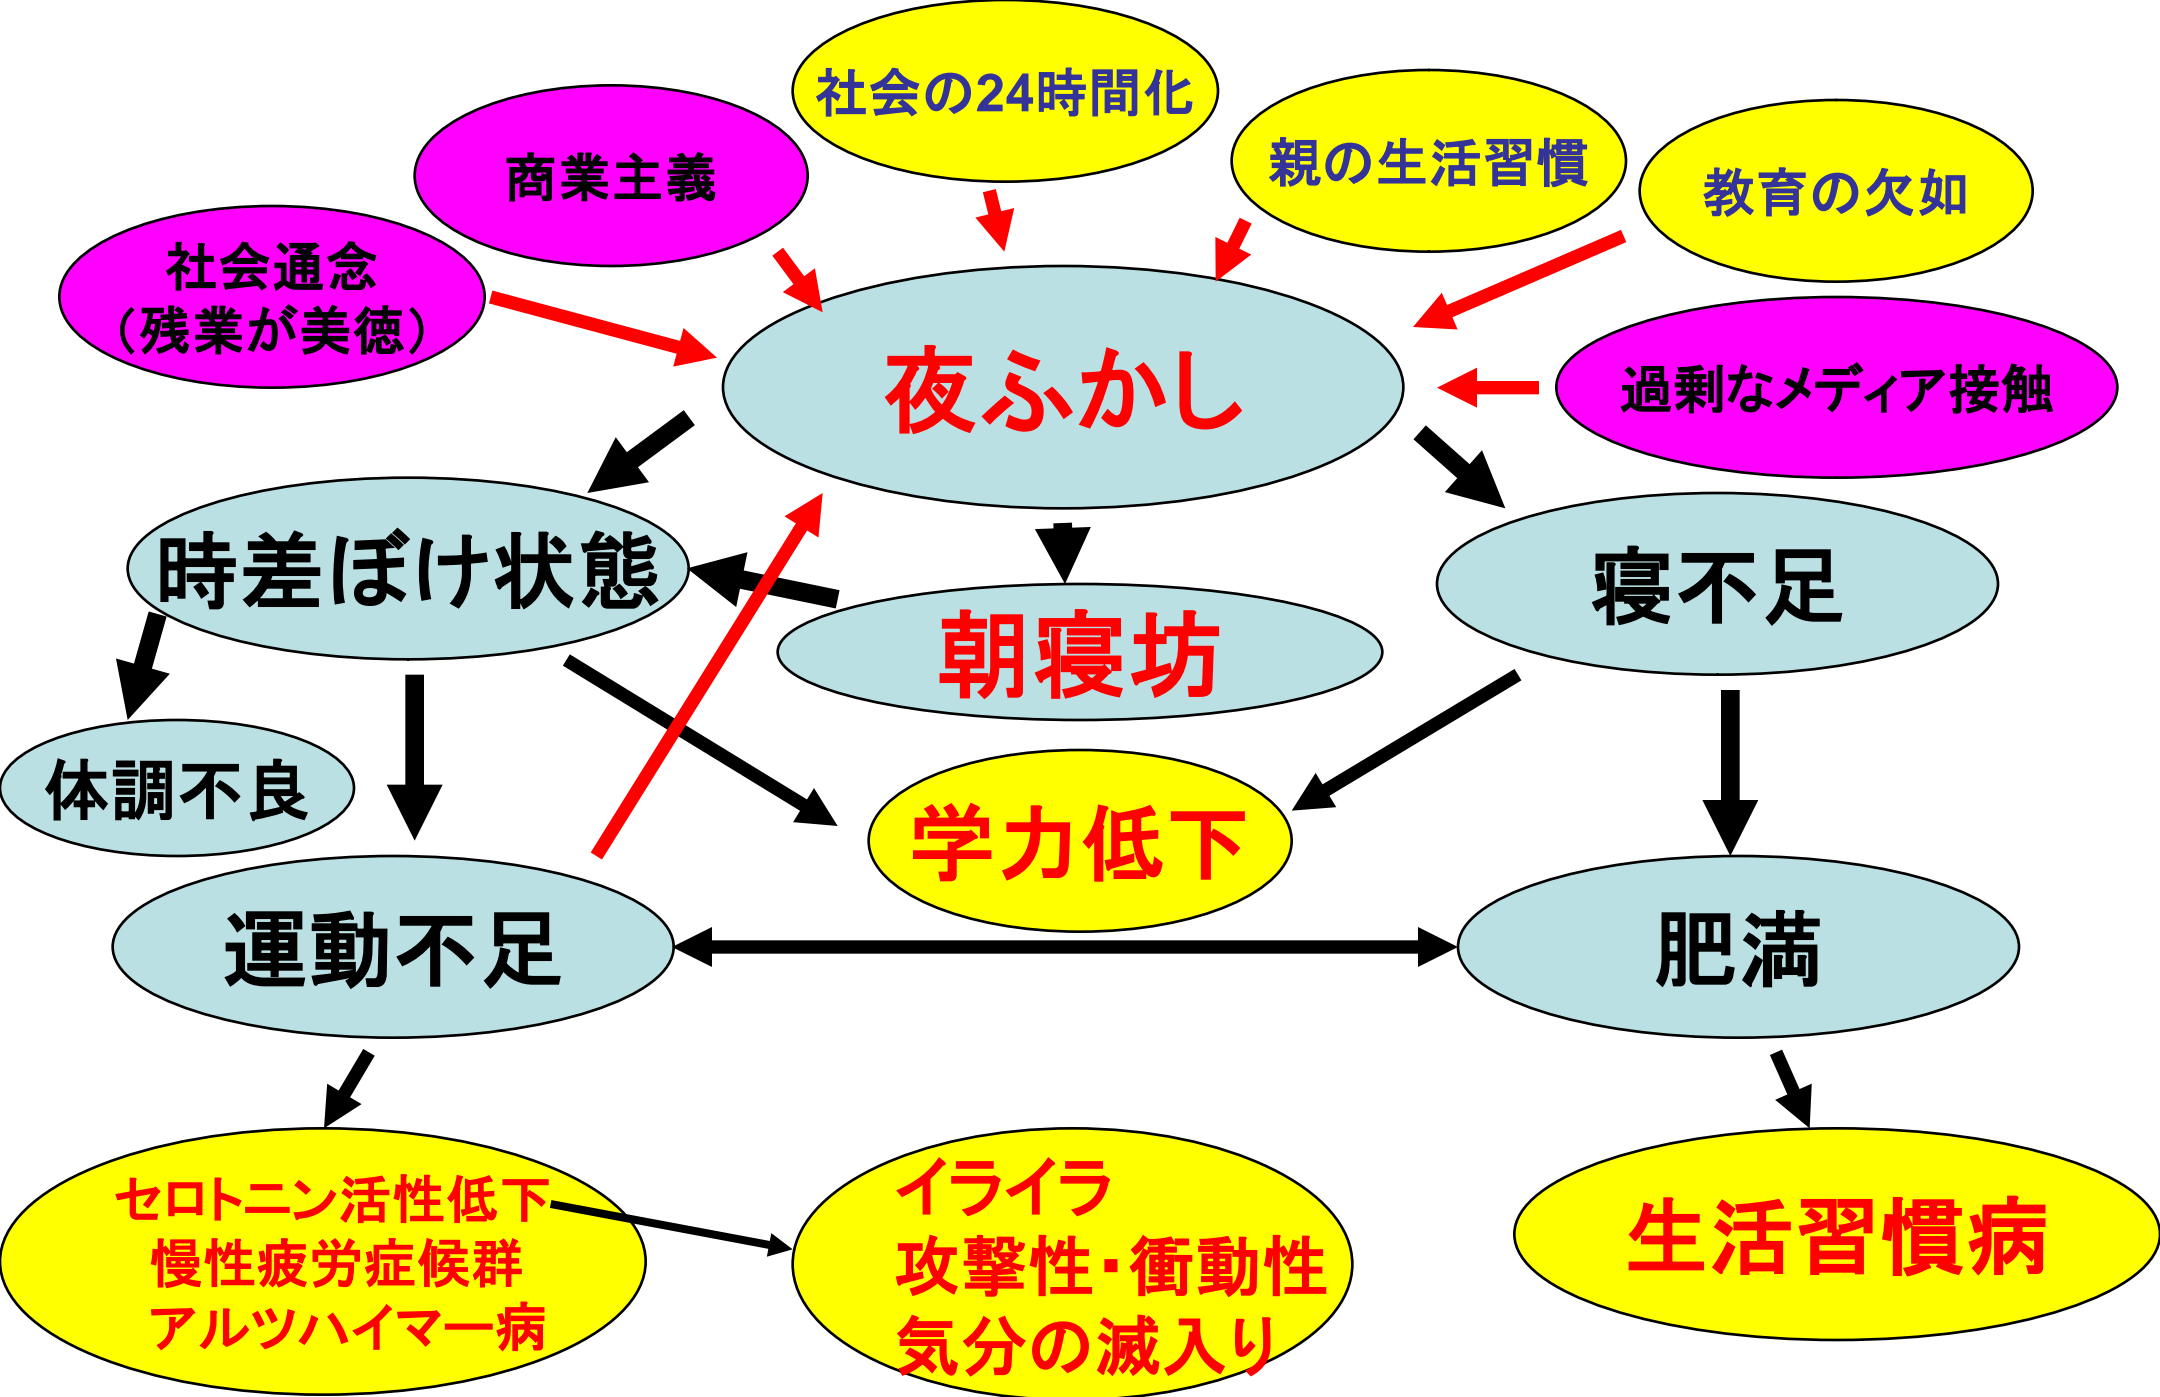 社会の24時間化
商業主義
親の生活習慣
教育の欠如
社会通念
（残業が美徳）
夜ふかし
過剰なメディア接触
時差ぼけ状態
寝不足
朝寝坊
体調不良
学力低下
運動不足
肥満
セロトニン活性低下
慢性疲労症候群
アルツハイマー病
イライラ
攻撃性・衝動性
気分の滅入り
生活習慣病